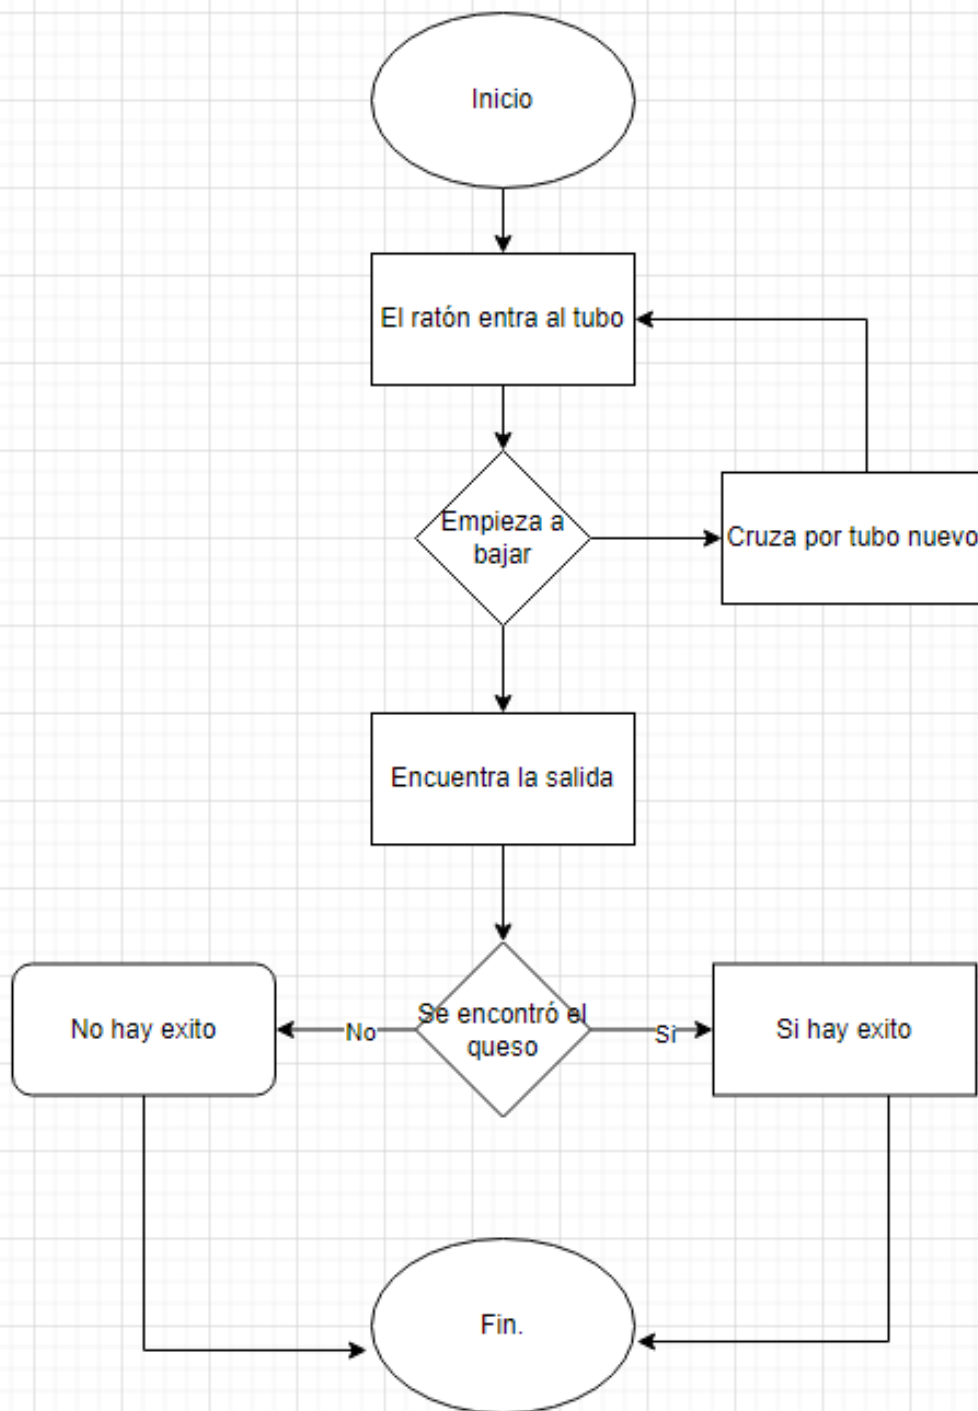 Inicio
El ratón entra al tubo
Empieza a
bajar
Cruza por tubo nuevo
Encuentra la salida
Se encontró el
queso
No
Si
No hay exito
Si hay exito
Fin.